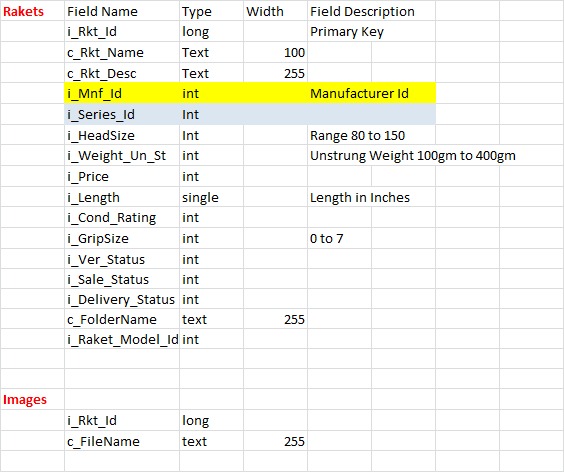 Rakets Field Name Type Width Field Description
i_Rkt_Id long Primary Key
c_Rkt_Name Text 100
c_Rkt_Desc Text 255
i_Mnf_Id int Manufacturer Id
i_Series_Id Int
i_HeadSize Int Range 80 to 150
i_Weight_Un_St int Unstrung Weight 100gm to 400gm
i_Price int
i_Length single Length in Inches
i_Cond_Rating int
i_GripSize int 0 to 7
i_Ver_Status int
i_Sale_Status int
i_Delivery_Status int
c_FolderName text 255
i_Raket_Model_Id int
Images
i_Rkt_Id long
c_FileName text 255